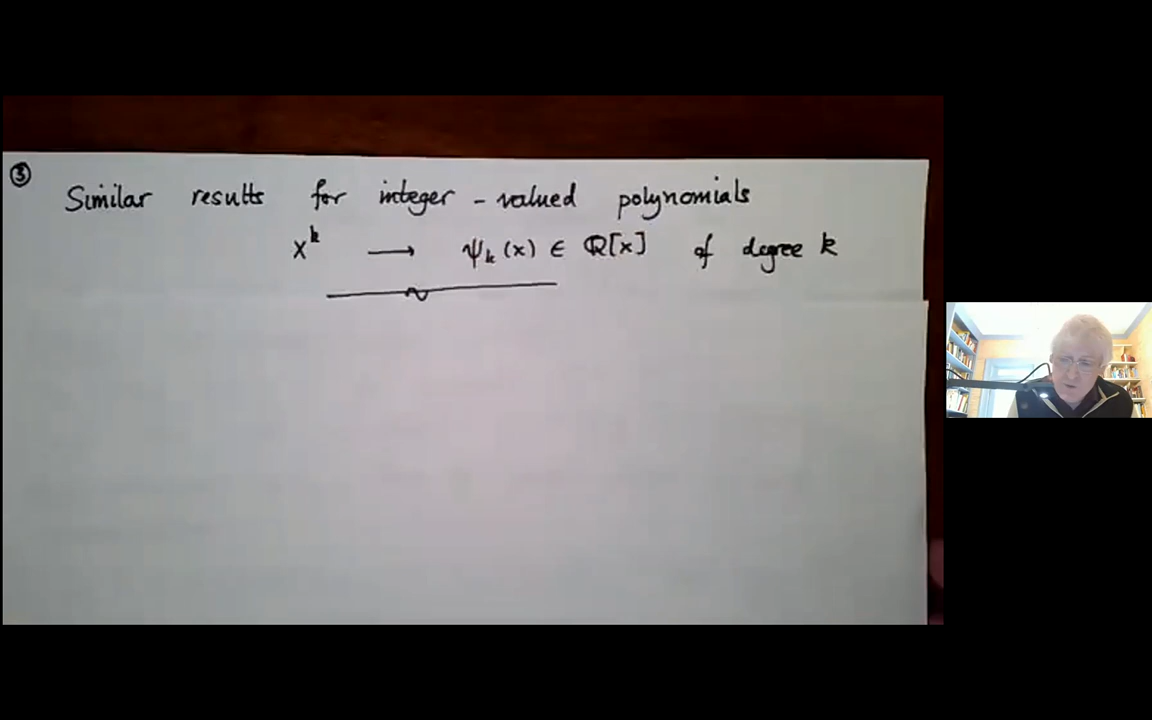 ③
Similar results for integer-valued polynomials
x^k → ψ_k(x) ∈ ℚ[x] of degree k